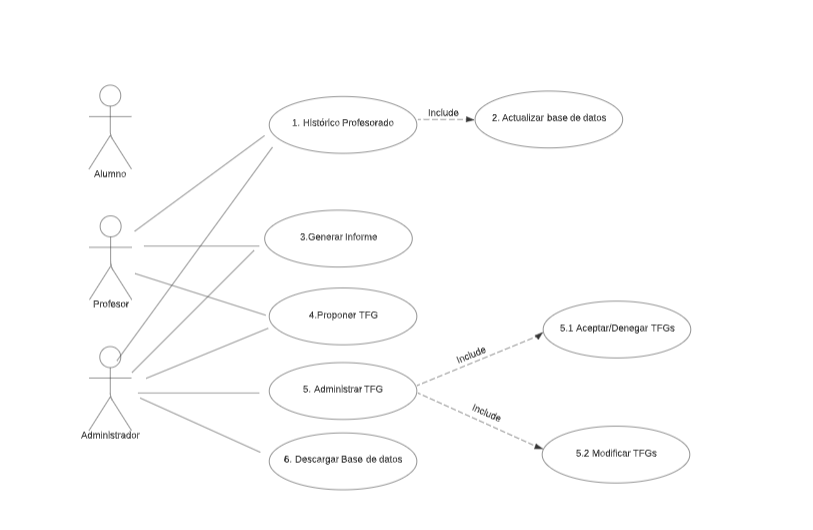 1. Histórico Profesorado
Include
2. Actualizar base de datos
Alumno
3.Generar Informe
Profesor
4.Proponer TFG
5.1 Aceptar/Denegar TFGs
Include
5. Administrar TFG
Include
Administrador
6. Descargar Base de datos
5.2 Modificar TFGs